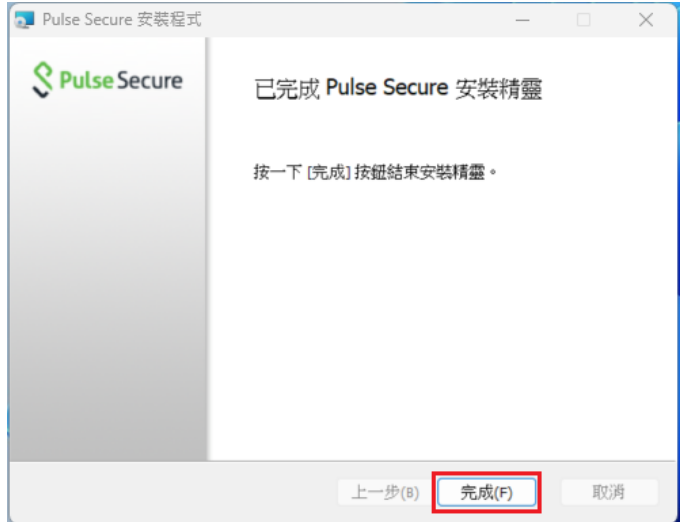 Pulse Secure 安裝程式
Pulse Secure
已完成 Pulse Secure 安裝精靈
按一下 [完成] 按鈕結束安裝精靈。
上一步(B) 完成(F) 取消